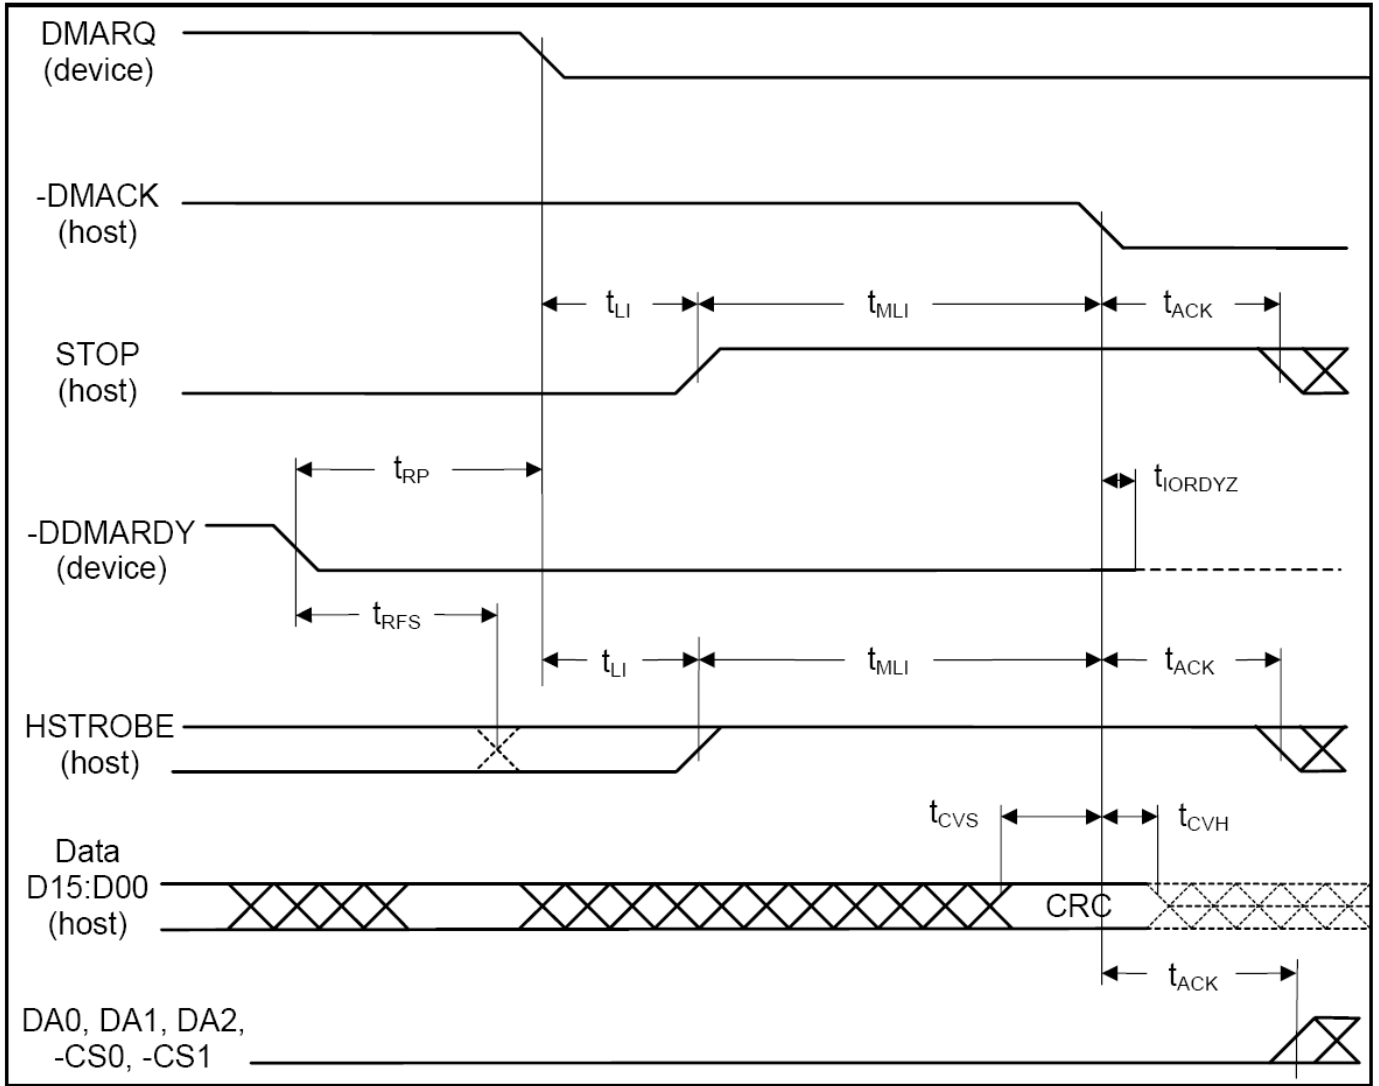 DMARQ
(device)
-DMACK
(host)
tLI
tMLI
tACK
STOP
(host)
tRP
tIORDYZ
-DDMARDY
(device)
tRFS
tLI
tMLI
tACK
HSTROBE
(host)
tCVS
tCVH
Data
D15:D00
(host)
CRC
tACK
DA0, DA1, DA2,
-CS0, -CS1